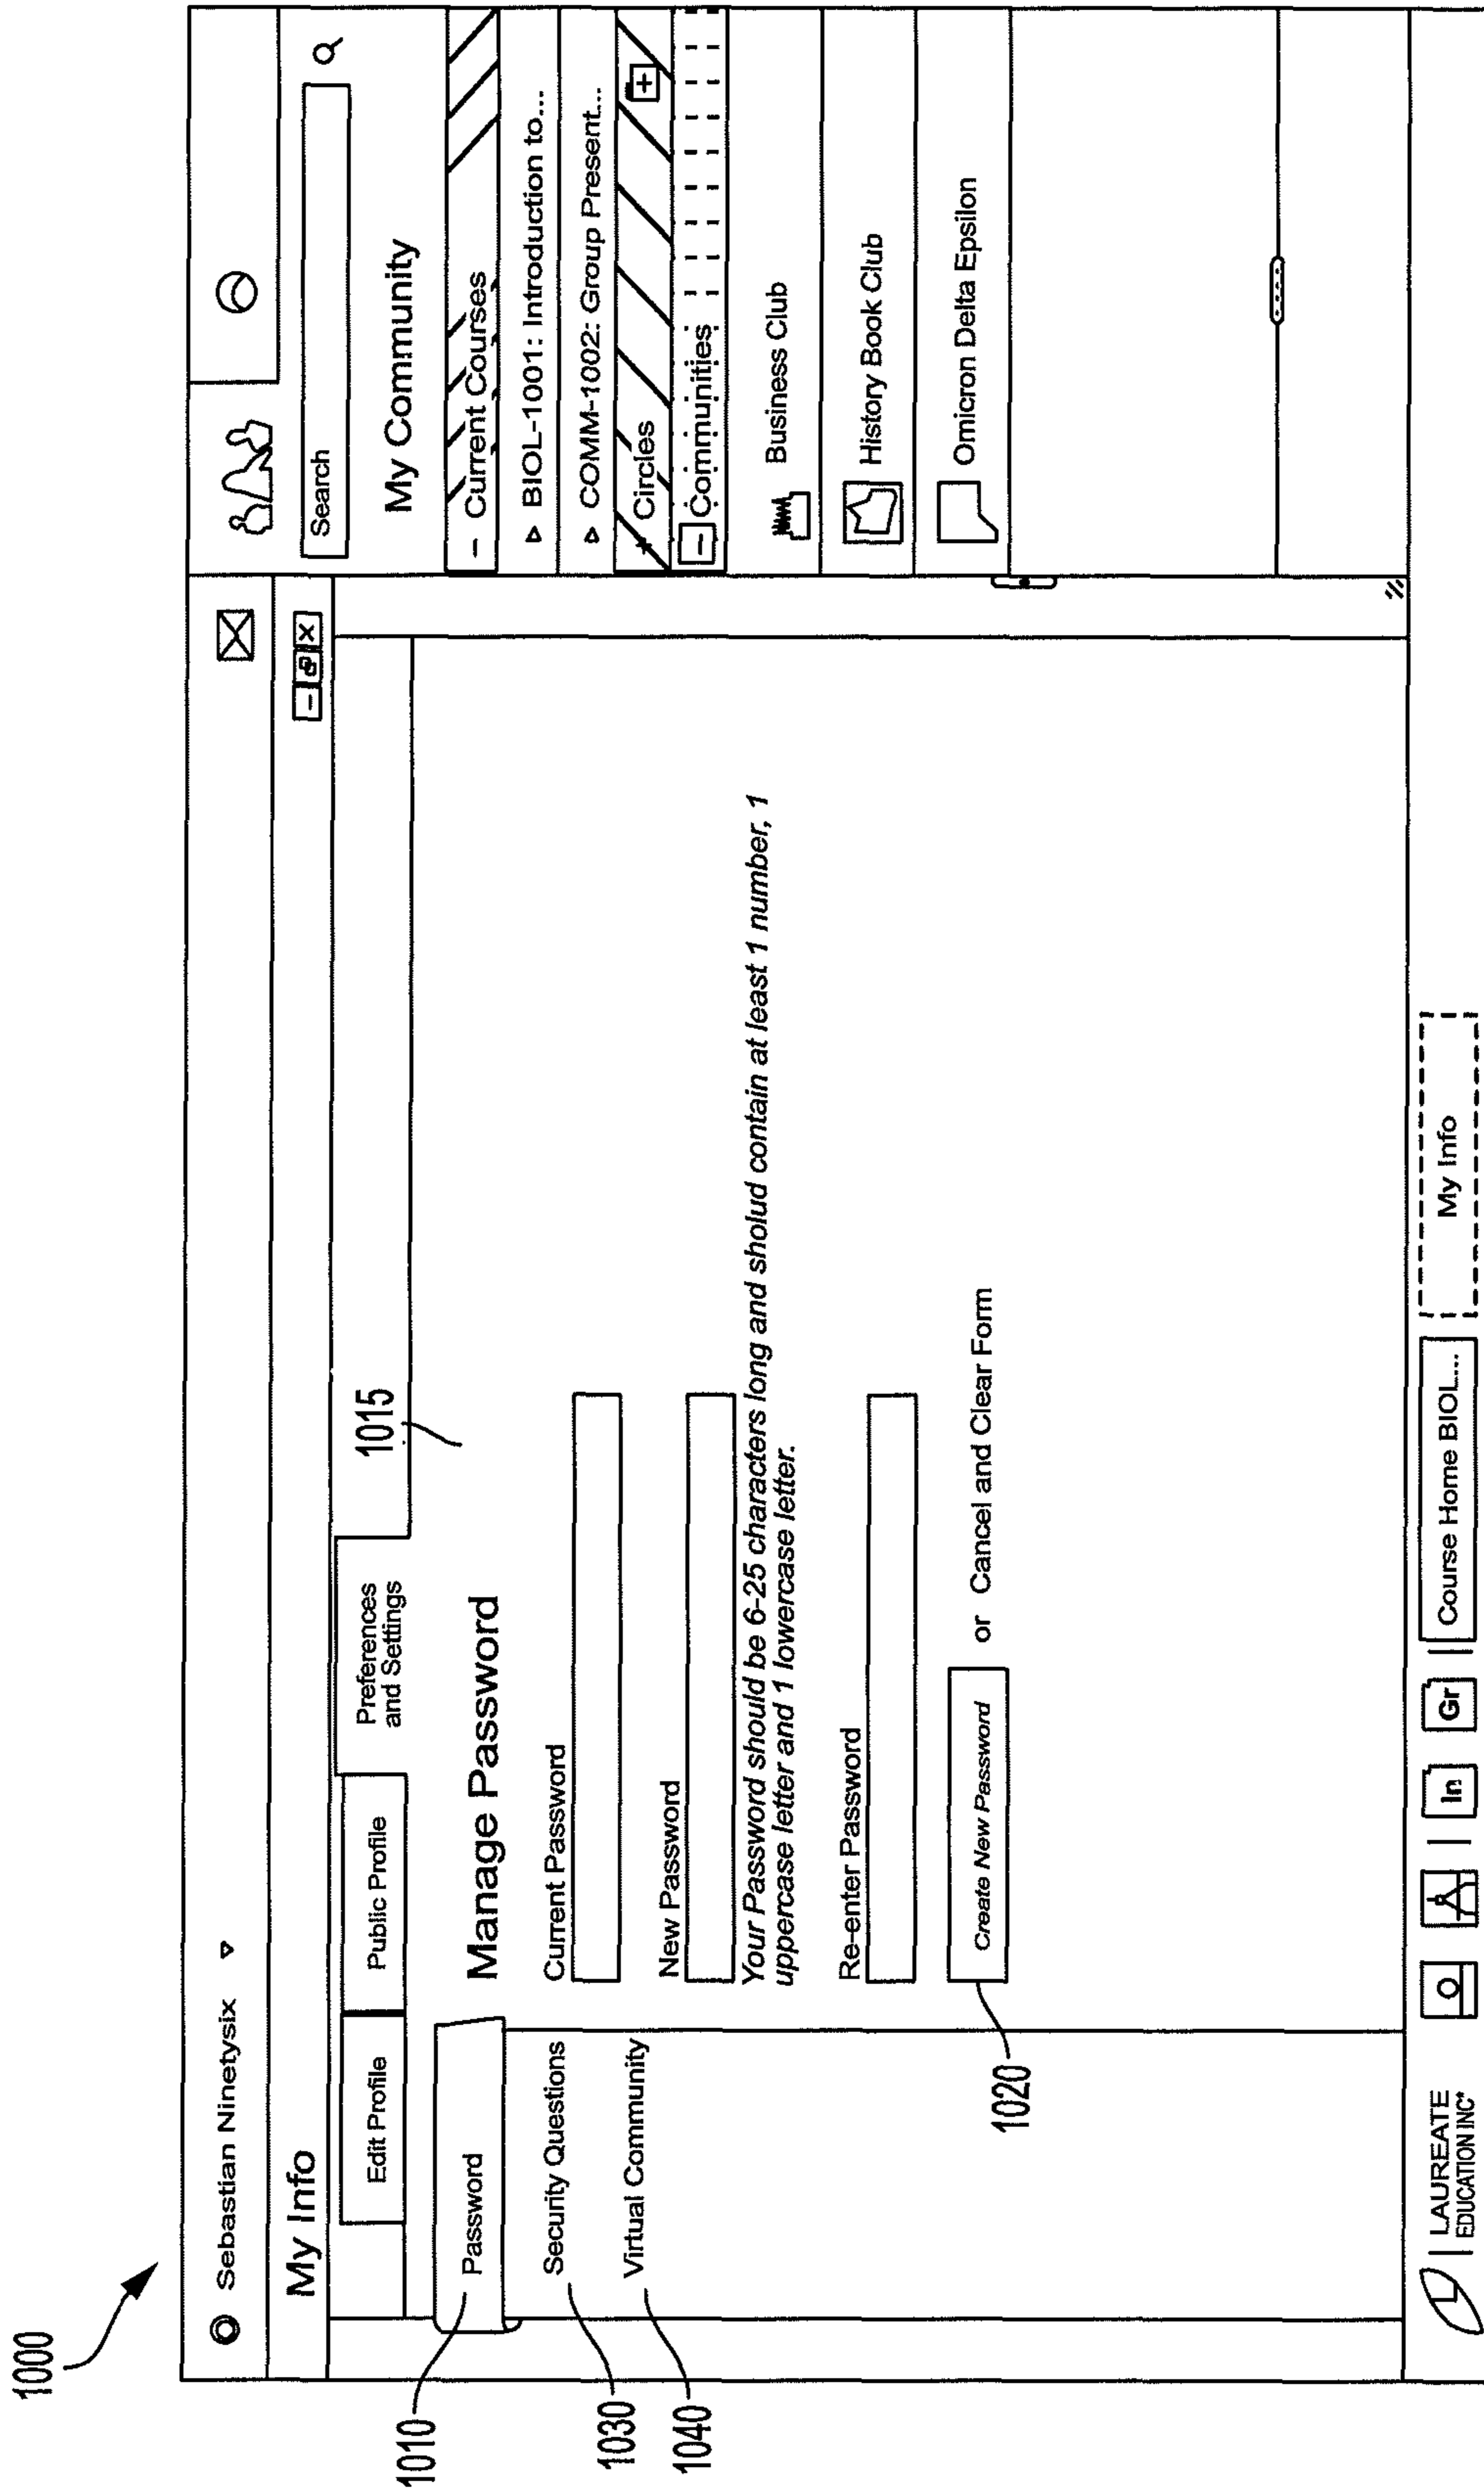 1000
Sebastian Ninetysix
My Info
Edit Profile
Public Profile
Preferences
and Settings
1015
1010
Password
1030
Security Questions
1040
Virtual Community
Manage Password
Current Password
New Password
Your Password should be 6-25 characters long and sholud contain at least 1 number, 1
uppercase letter and 1 lowercase letter.
Re-enter Password
1020
Create New Password
or Cancel and Clear Form
Search
My Community
– Current Courses
BIOL-1001: Introduction to...
COMM-1002: Group Present...
+ Circles +
– Communities
Business Club
History Book Club
Omicron Delta Epsilon
L
LAUREATE
EDUCATION INC*
In
Gr
Course Home BIOL...
My Info